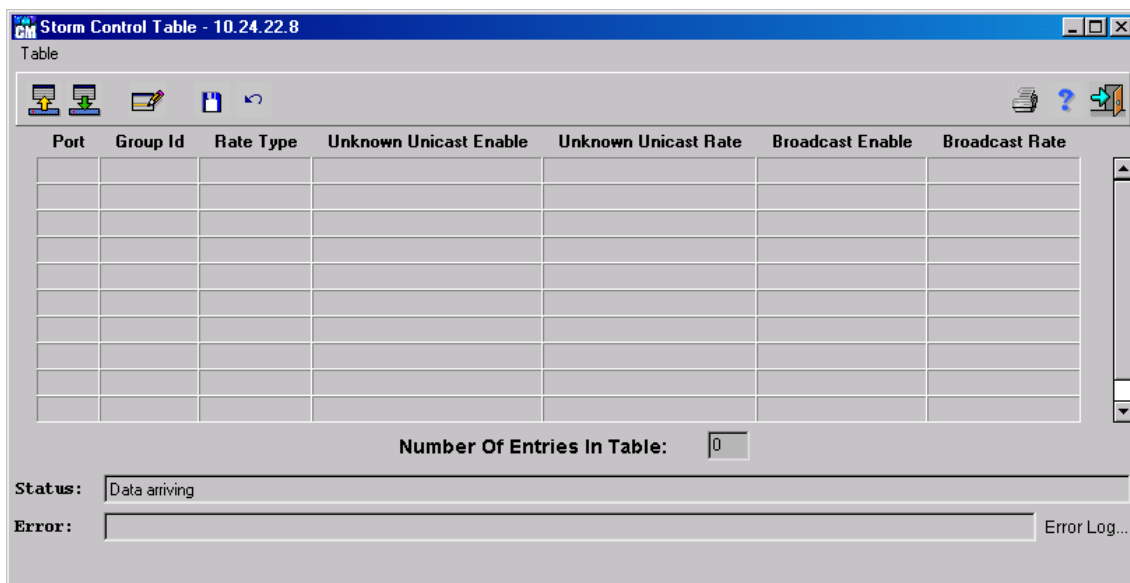 CM Storm Control Table - 10.24.22.8
Table
Port Group Id Rate Type Unknown Unicast Enable Unknown Unicast Rate Broadcast Enable Broadcast Rate
Number Of Entries In Table: 0
Status: Data arriving
Error: Error Log...